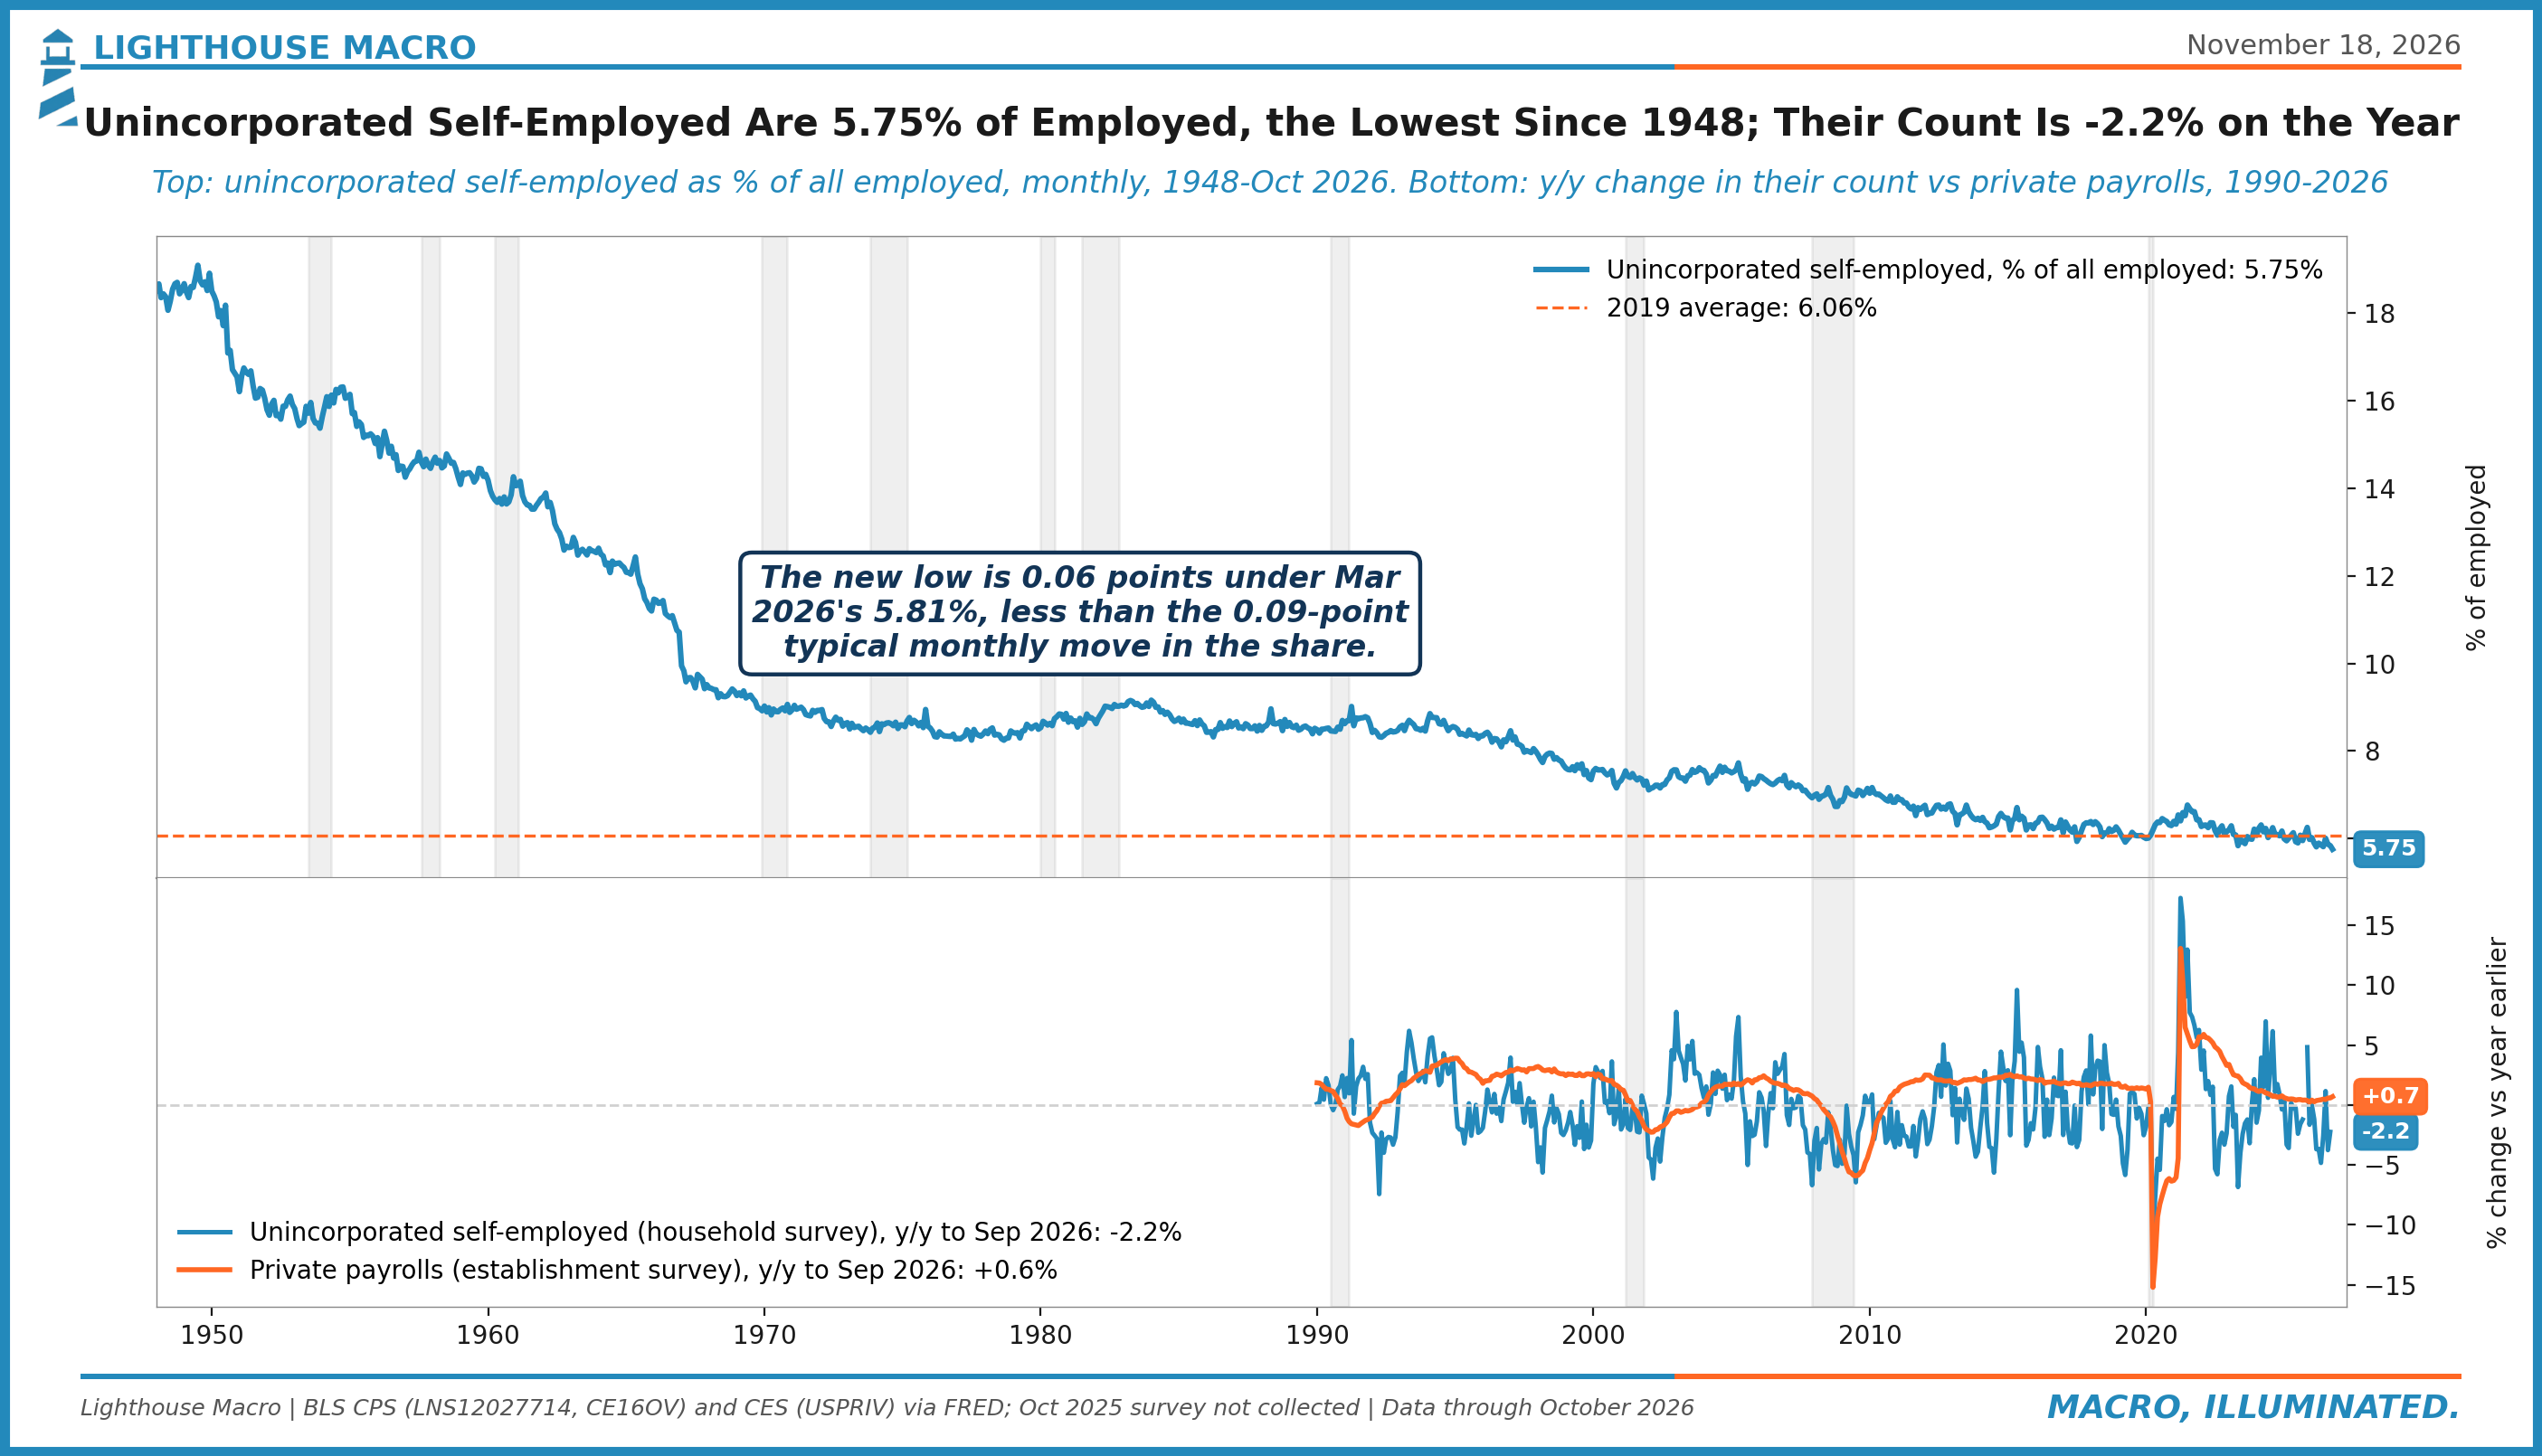 LIGHTHOUSE MACRO
November 18, 2026
Unincorporated Self-Employed Are 5.75% of Employed, the Lowest Since 1948; Their Count Is -2.2% on the Year
Top: unincorporated self-employed as % of all employed, monthly, 1948-Oct 2026. Bottom: y/y change in their count vs private payrolls, 1990-2026
Unincorporated self-employed, % of all employed: 5.75%
2019 average: 6.06%
18
16
14
12
10
8
% of employed
The new low is 0.06 points under Mar
2026's 5.81%, less than the 0.09-point
typical monthly move in the share.
5.75
15
10
5
+0.7
-2.2
−5
−10
−15
% change vs year earlier
Unincorporated self-employed (household survey), y/y to Sep 2026: -2.2%
Private payrolls (establishment survey), y/y to Sep 2026: +0.6%
1950 1960 1970 1980 1990 2000 2010 2020
Lighthouse Macro | BLS CPS (LNS12027714, CE16OV) and CES (USPRIV) via FRED; Oct 2025 survey not collected | Data through October 2026
MACRO, ILLUMINATED.